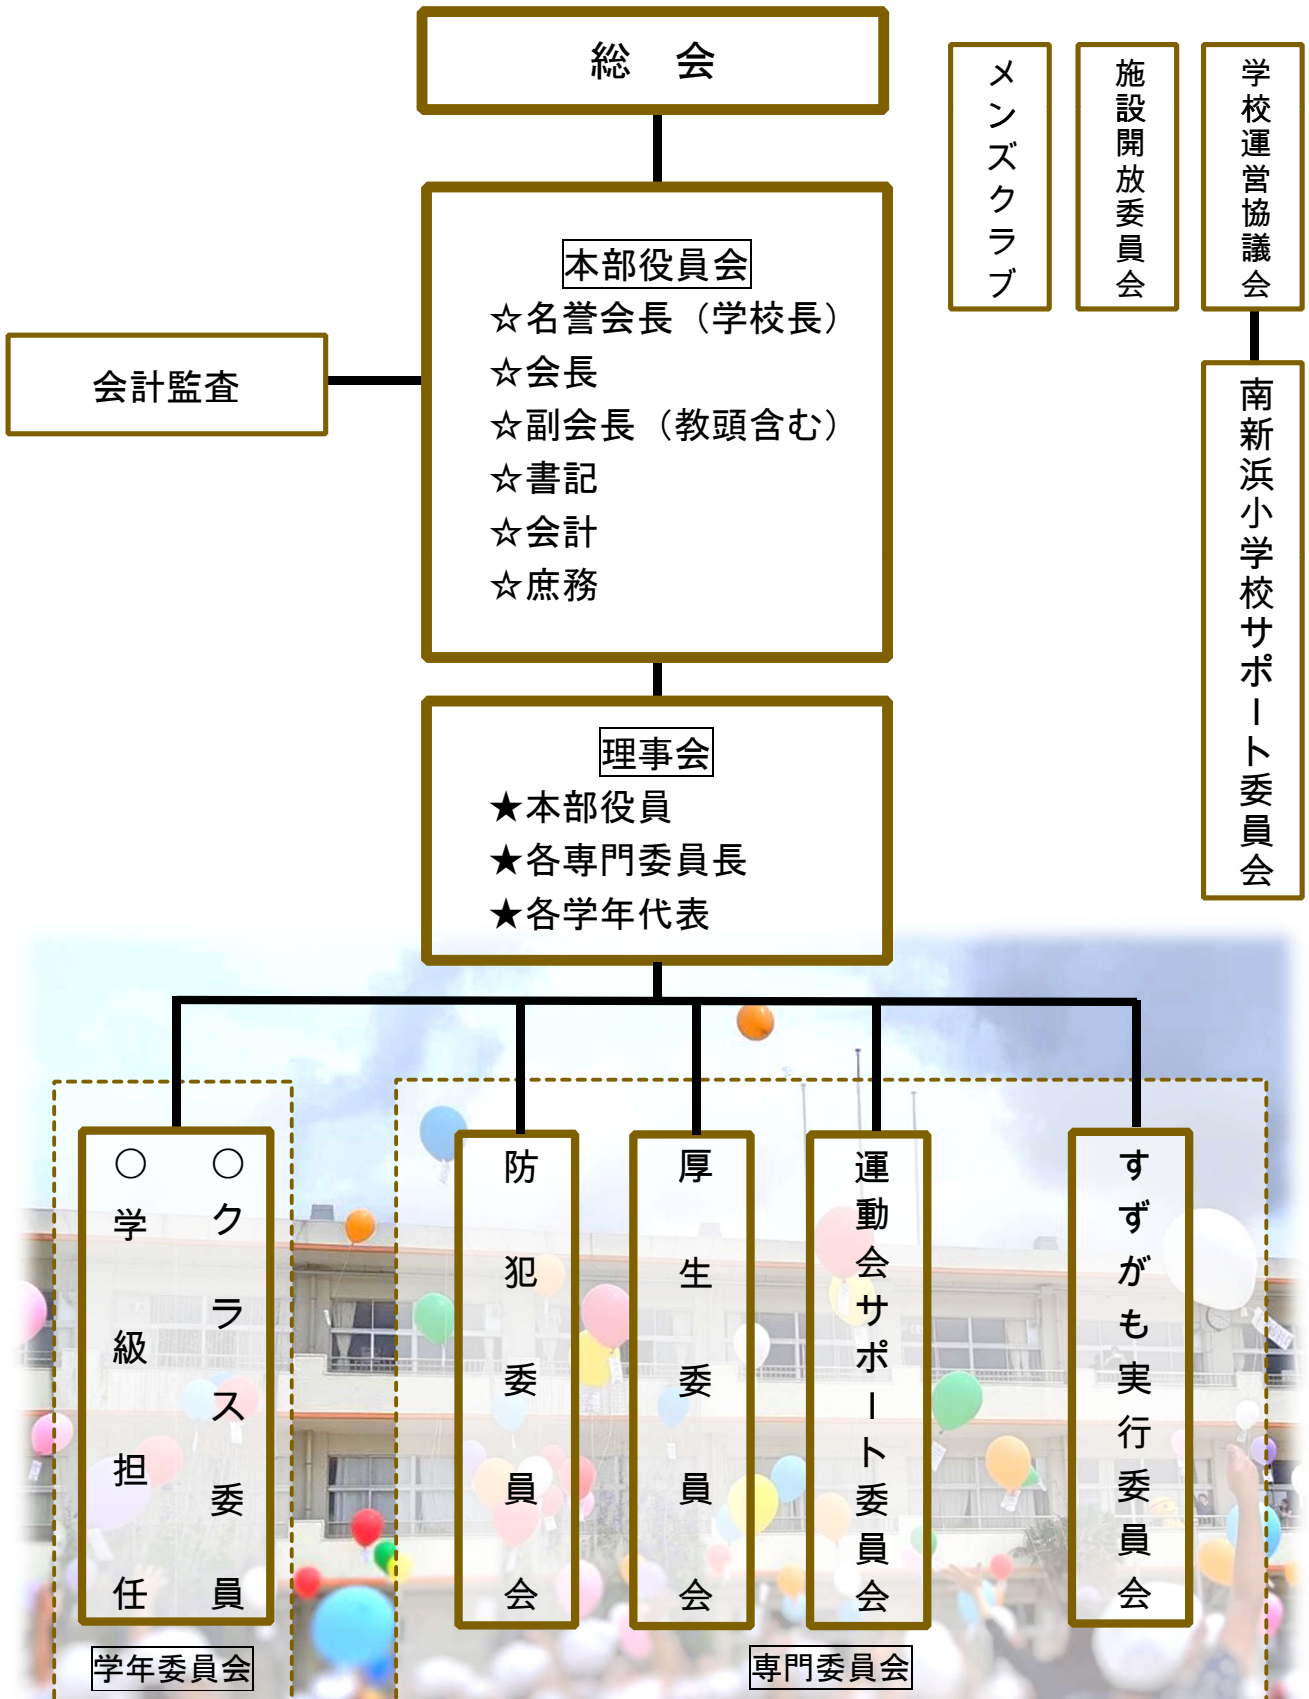 総　会
メンズクラブ
施設開放委員会
学校運営協議会
本部役員会
☆名誉会長（学校長）
☆会長
☆副会長（教頭含む）
☆書記
☆会計
☆庶務
会計監査
南新浜小学校サポート委員会
理事会
★本部役員
★各専門委員長
★各学年代表
○クラス委員
○学級担任
防犯委員会
厚生委員会
運動会サポート委員会
すずがも実行委員会
学年委員会
専門委員会